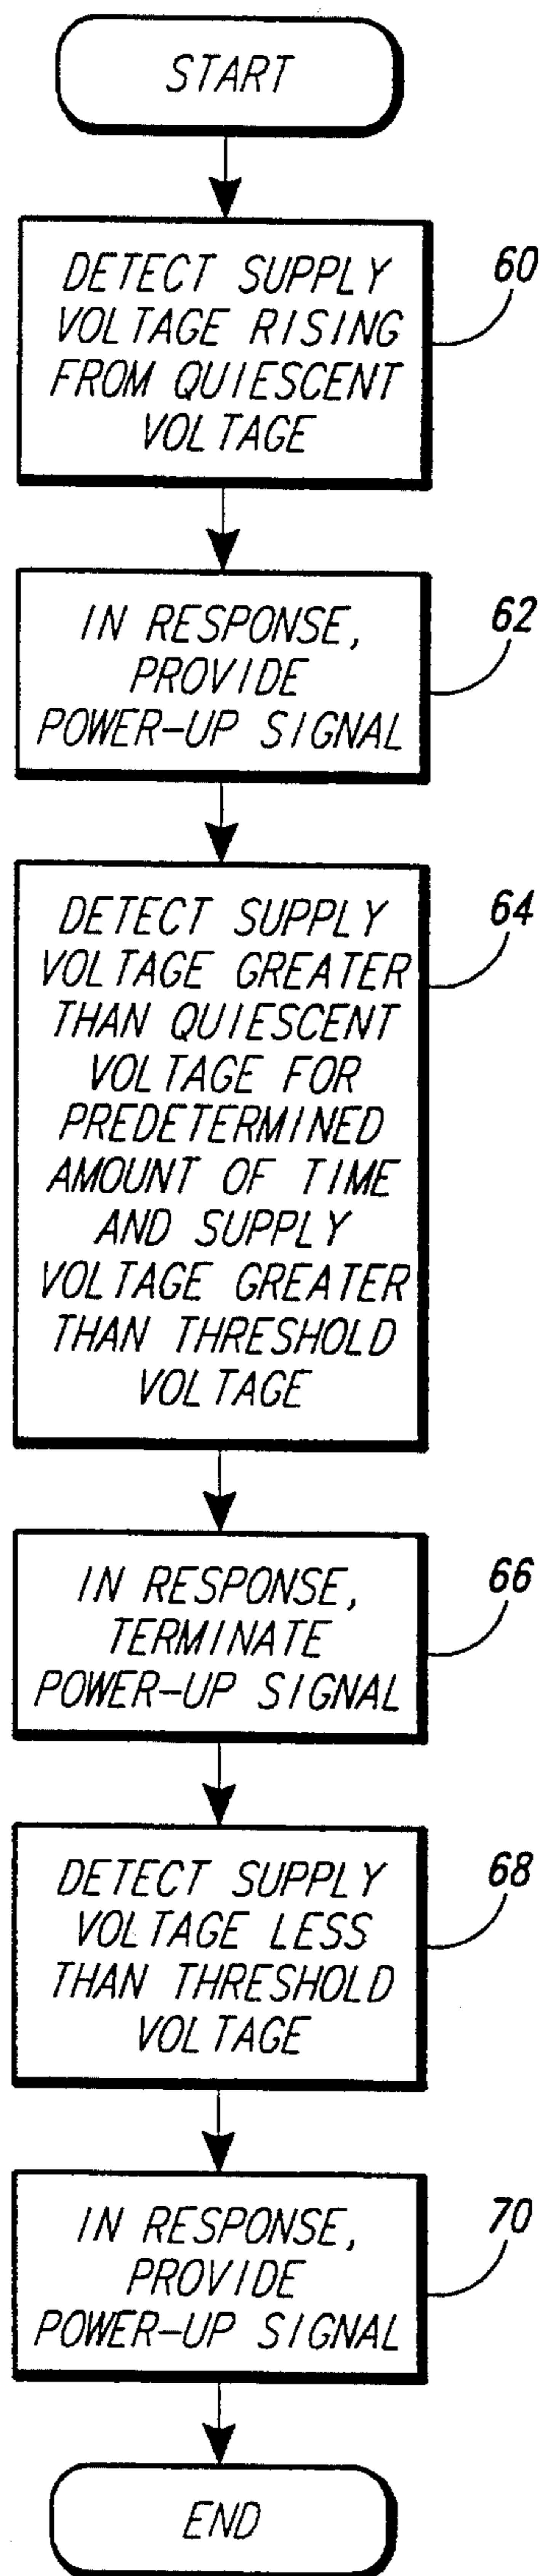 START
DETECT SUPPLY
VOLTAGE RISING
FROM QUIESCENT
VOLTAGE
60
IN RESPONSE,
PROVIDE
POWER-UP SIGNAL
62
DETECT SUPPLY
VOLTAGE GREATER
THAN QUIESCENT
VOLTAGE FOR
PREDETERMINED
AMOUNT OF TIME
AND SUPPLY
VOLTAGE GREATER
THAN THRESHOLD
VOLTAGE
64
IN RESPONSE,
TERMINATE
POWER-UP SIGNAL
66
DETECT SUPPLY
VOLTAGE LESS
THAN THRESHOLD
VOLTAGE
68
IN RESPONSE,
PROVIDE
POWER-UP SIGNAL
70
END